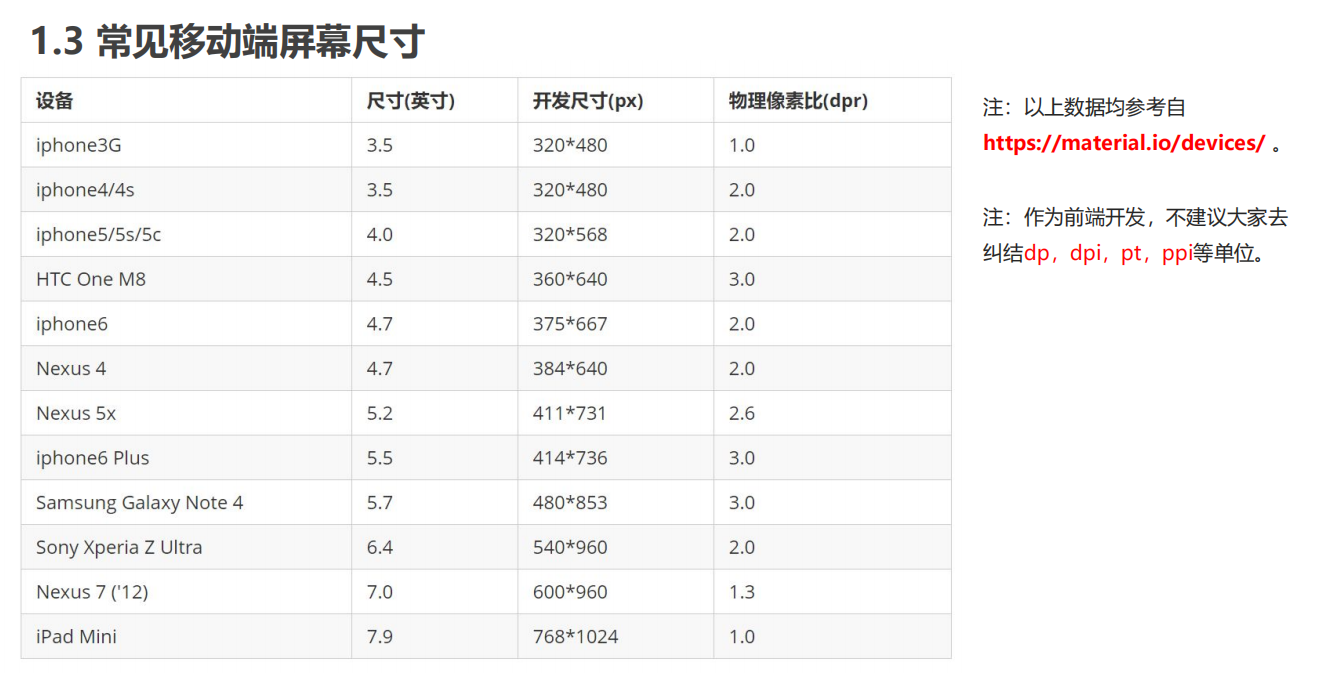 1.3 常见移动端屏幕尺寸
设备 尺寸(英寸) 开发尺寸(px) 物理像素比(dpr)
iphone3G 3.5 320*480 1.0
iphone4/4s 3.5 320*480 2.0
iphone5/5s/5c 4.0 320*568 2.0
HTC One M8 4.5 360*640 3.0
iphone6 4.7 375*667 2.0
Nexus 4 4.7 384*640 2.0
Nexus 5x 5.2 411*731 2.6
iphone6 Plus 5.5 414*736 3.0
Samsung Galaxy Note 4 5.7 480*853 3.0
Sony Xperia Z Ultra 6.4 540*960 2.0
Nexus 7 ('12) 7.0 600*960 1.3
iPad Mini 7.9 768*1024 1.0
注：以上数据均参考自
https://material.io/devices/ 。
注：作为前端开发，不建议大家去
纠结dp，dpi，pt，ppi等单位。